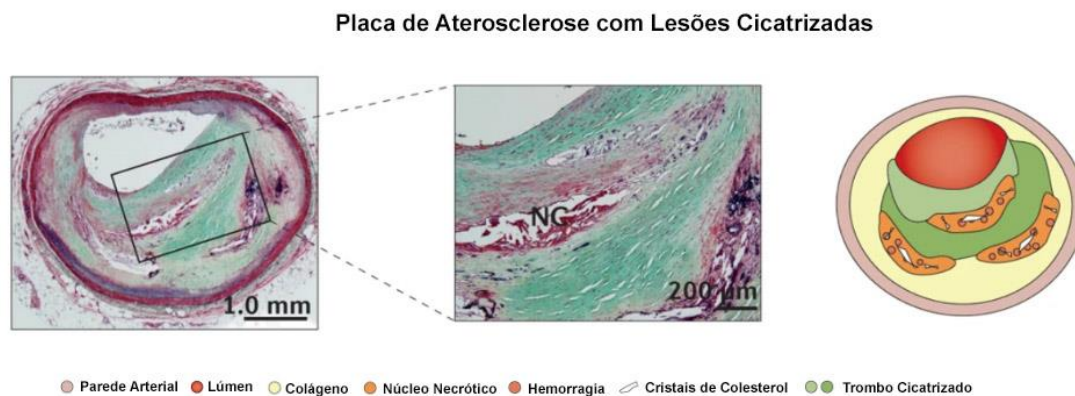 Placa de Aterosclerose com Lesões Cicatrizadas
1.0 mm
NC
200 µm
Parede Arterial Lúmen Colágeno Núcleo Necrótico Hemorragia Cristais de Colesterol Trombo Cicatrizado